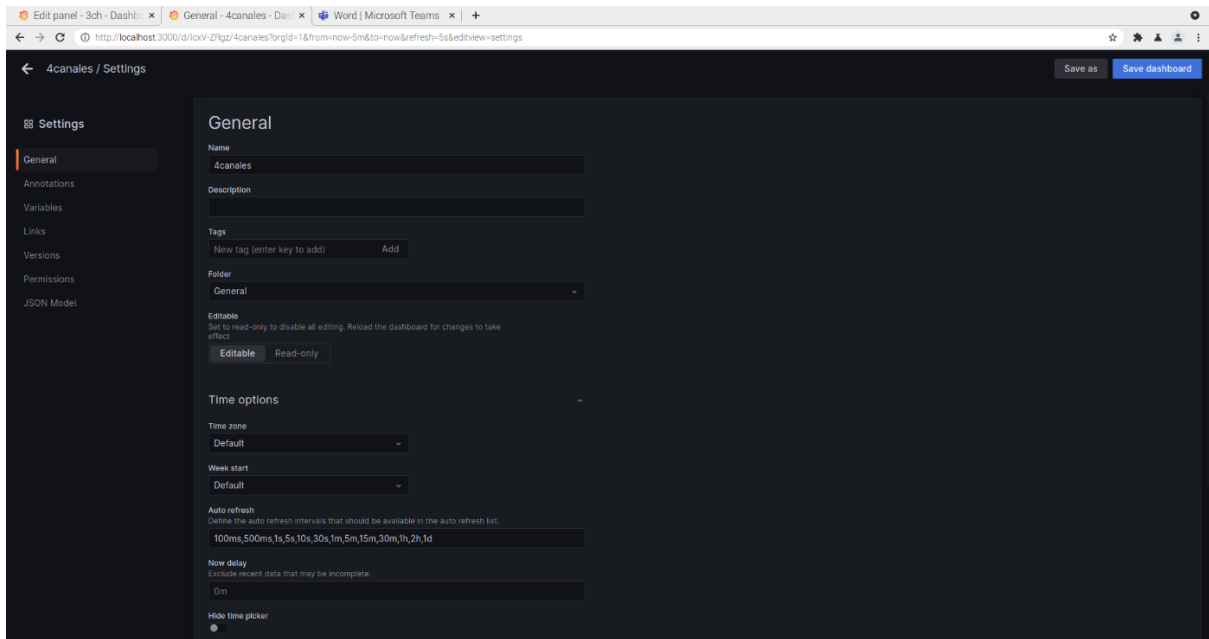 Edit panel - 3ch - Dashbo
General - 4canales - Das
Word | Microsoft Teams
http://localhost:3000/d/IcxV-ZRgz/4canales?orgId=1&from=now-5m&to=now&refresh=5s&editview=settings
4canales / Settings
Save as
Save dashboard
Settings
General
Annotations
Variables
Links
Versions
Permissions
JSON Model
General
Name
4canales
Description
Tags
New tag (enter key to add)
Add
Folder
General
Editable
Set to read-only to disable all editing. Reload the dashboard for changes to take
effect
Editable
Read-only
Time options
Time zone
Default
Week start
Default
Auto refresh
Define the auto refresh intervals that should be available in the auto refresh list.
100ms,500ms,1s,5s,10s,30s,1m,5m,15m,30m,1h,2h,1d
Now delay
Exclude recent data that may be incomplete.
0m
Hide time picker